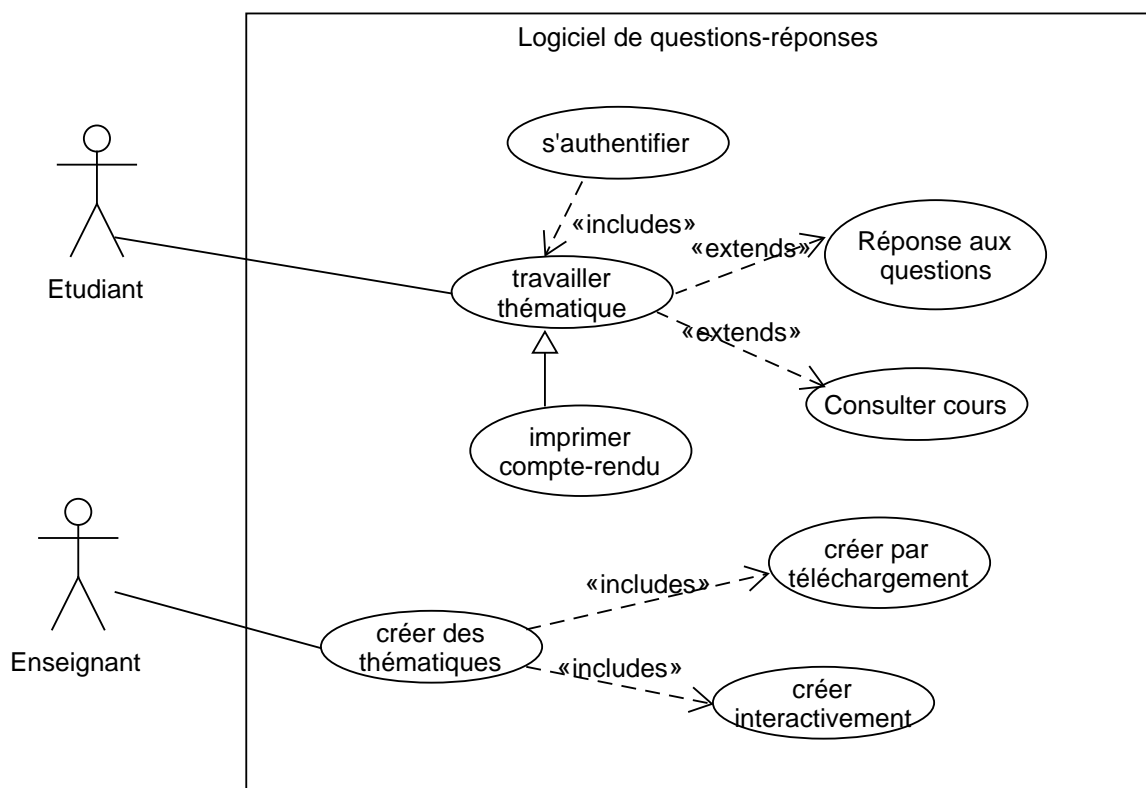 Logiciel de questions-réponses
s'authentifier
«includes»
«extends»
Réponse aux
questions
Etudiant
travailler
thématique
«extends»
Consulter cours
imprimer
compte-rendu
créer par
téléchargement
«includes»
Enseignant
créer des
thématiques
«includes»
créer
interactivement